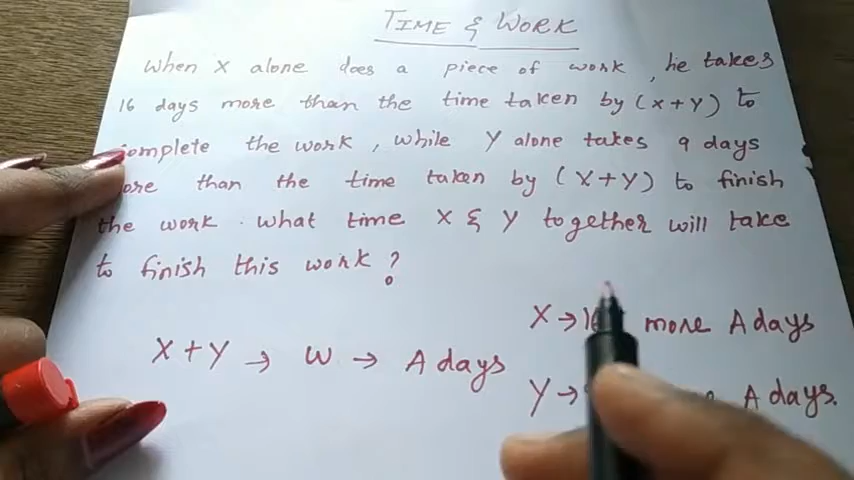 TIME & WORK
When X alone does a piece of work, he takes
16 days more than the time taken by (X+Y) to
complete the work, while Y alone takes 9 days
more than the time taken by (X+Y) to finish
the work. What time X & Y together will take
to finish this work?
X → 16 more A days
X+Y → W → A days
Y → A days.